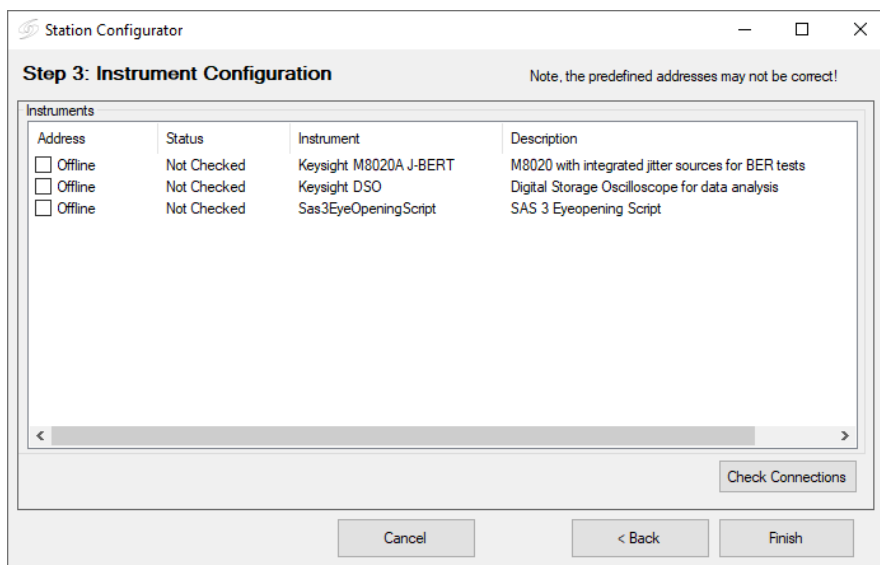 Station Configurator
Step 3: Instrument Configuration Note, the predefined addresses may not be correct!
Instruments
Address Status Instrument Description
Offline Not Checked Keysight M8020A J-BERT M8020 with integrated jitter sources for BER tests
Offline Not Checked Keysight DSO Digital Storage Oscilloscope for data analysis
Offline Not Checked Sas3EyeOpeningScript SAS 3 Eyeopening Script
Check Connections
Cancel < Back Finish